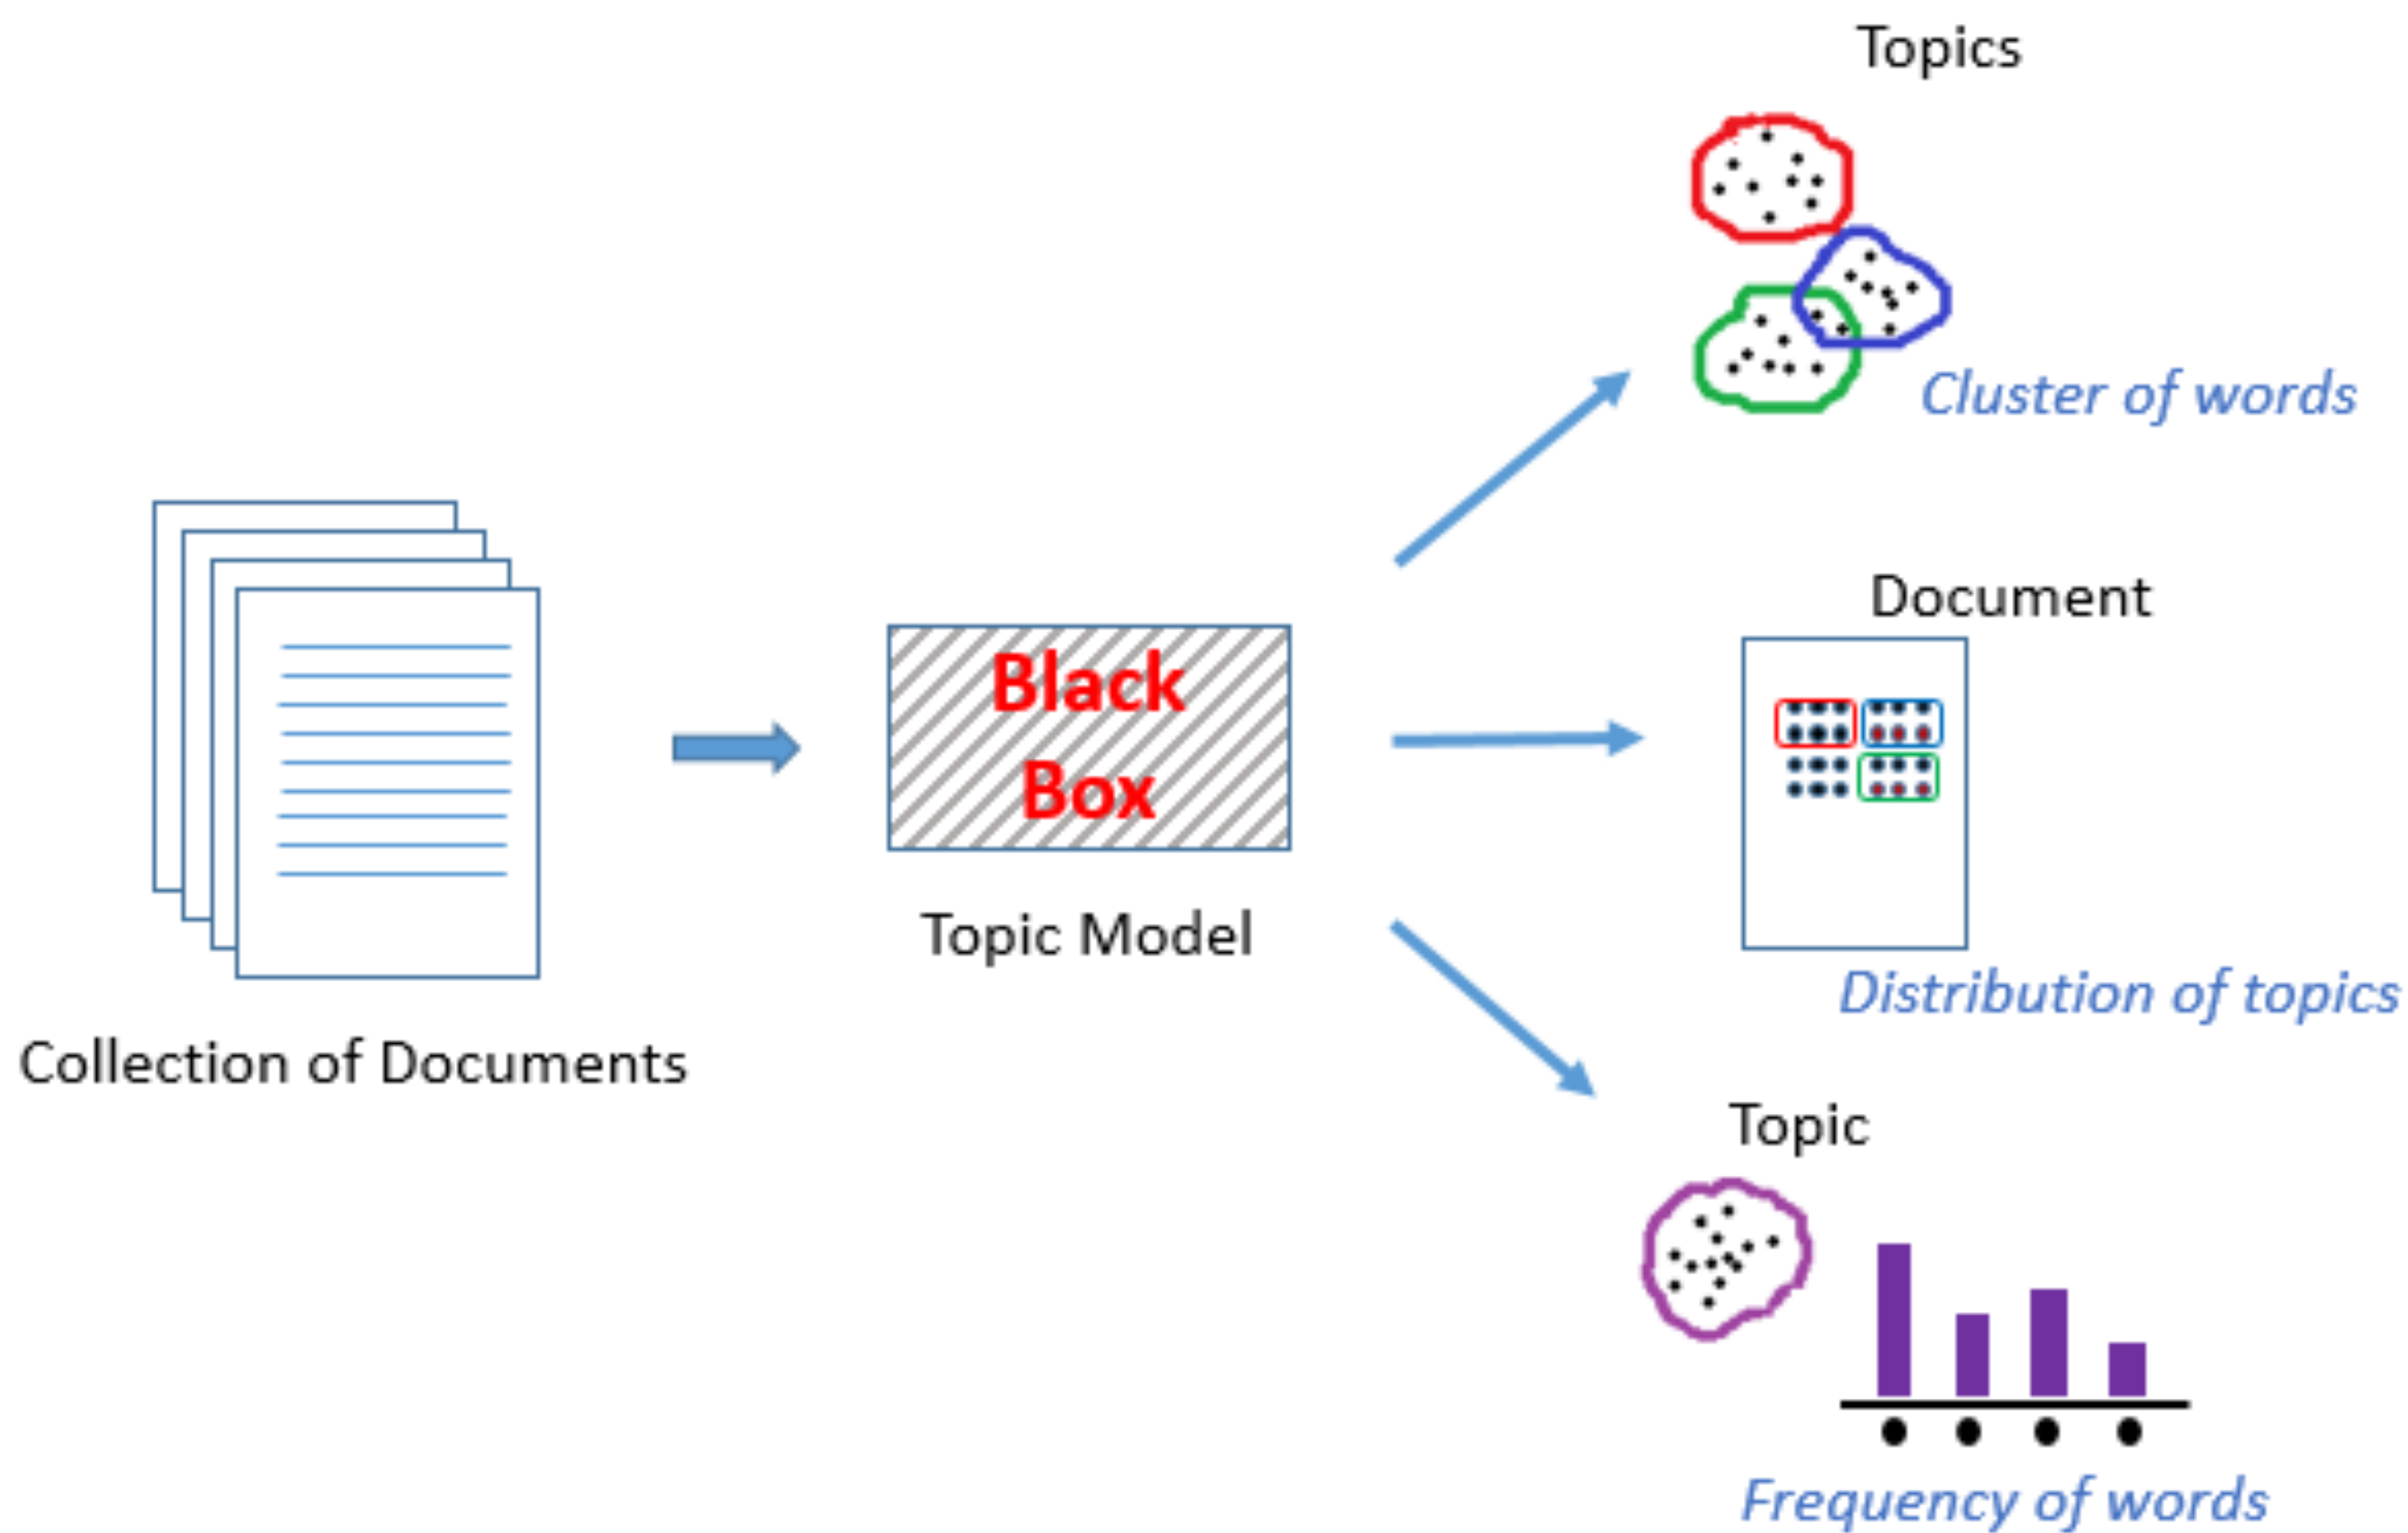 Topics
Cluster of words
Document
Black
Box
Topic Model
Distribution of topics
Collection of Documents
Topic
Frequency of words